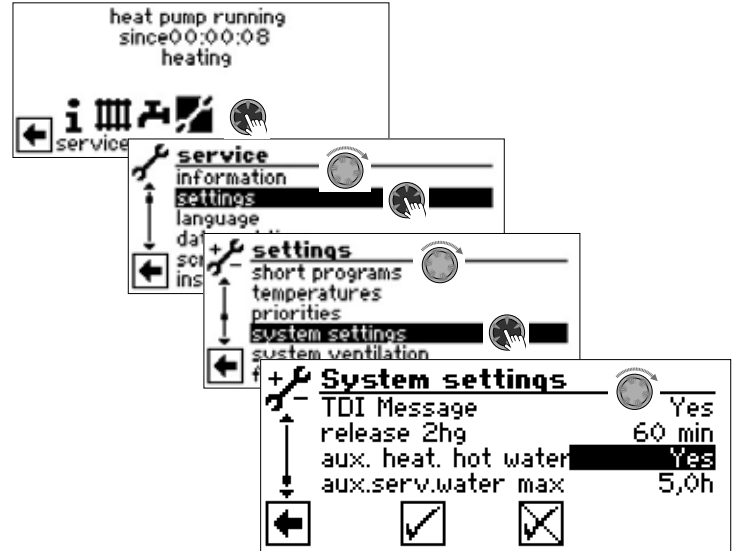 heat pump running
since00:00:08
heating
service
service
information
settings
language
settings
short programs
temperatures
priorities
system settings
system ventilation
System settings
TDI Message Yes
release 2hg 60 min
aux. heat. hot water Yes
aux.serv.water max 5,0h